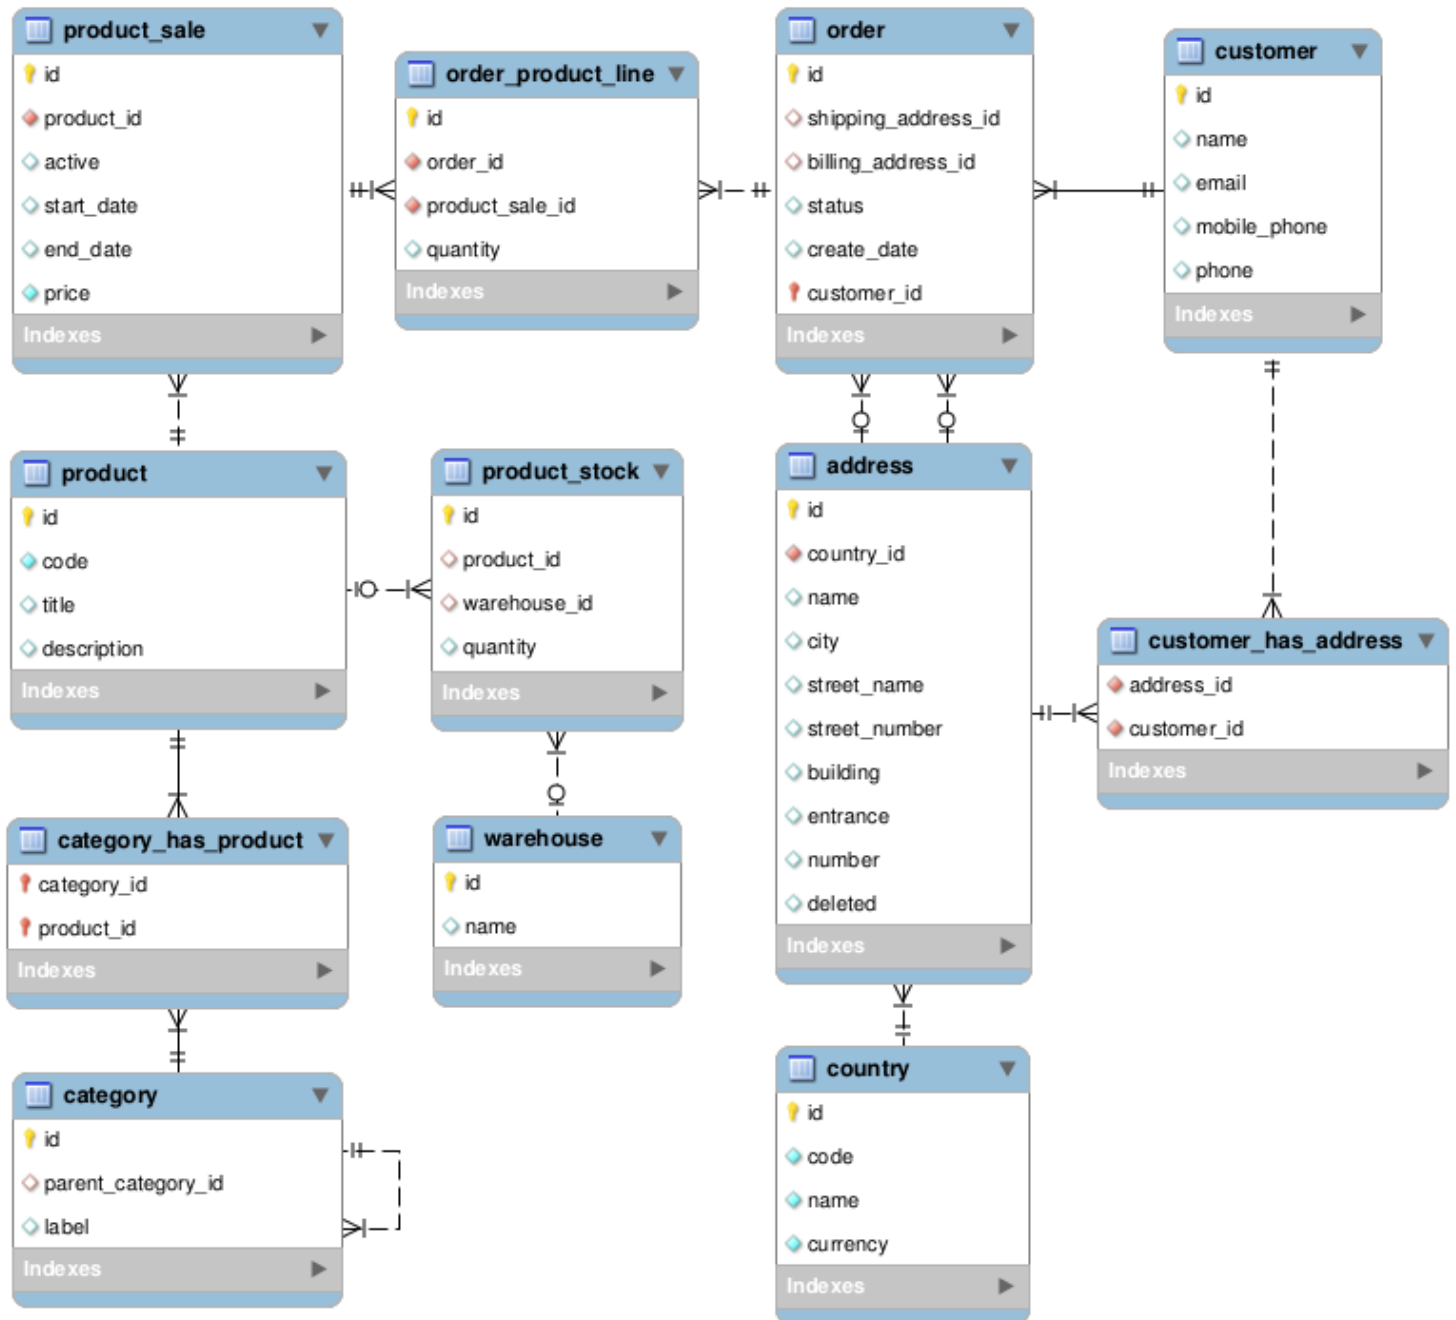 product_sale
id
product_id
active
start_date
end_date
price
Indexes
order_product_line
id
order_id
product_sale_id
quantity
Indexes
order
id
shipping_address_id
billing_address_id
status
create_date
customer_id
Indexes
customer
id
name
email
mobile_phone
phone
Indexes
product
id
code
title
description
Indexes
product_stock
id
product_id
warehouse_id
quantity
Indexes
address
id
country_id
name
city
street_name
street_number
building
entrance
number
deleted
Indexes
customer_has_address
address_id
customer_id
Indexes
category_has_product
category_id
product_id
Indexes
warehouse
id
name
Indexes
category
id
parent_category_id
label
Indexes
country
id
code
name
currency
Indexes